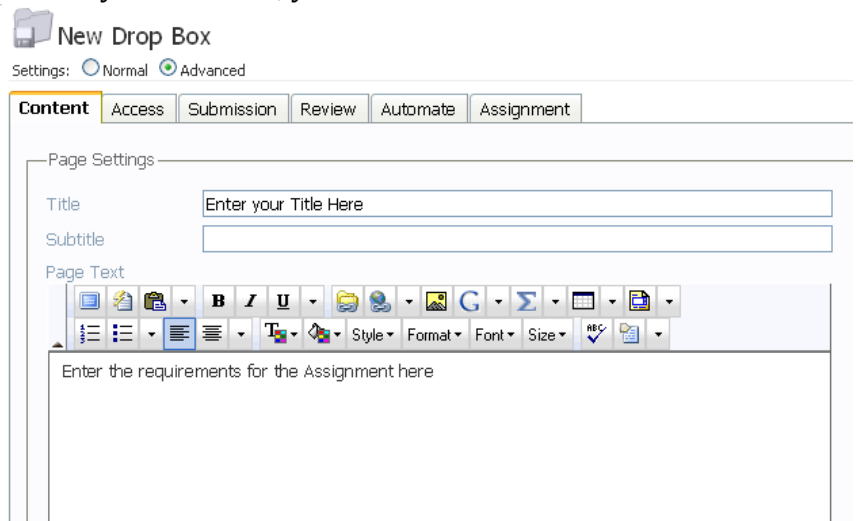 New Drop Box
Settings: Normal Advanced
Content Access Submission Review Automate Assignment
Page Settings
Title Enter your Title Here
Subtitle
Page Text
B I U G Σ
T Style Format Font Size ABC
Enter the requirements for the Assignment here